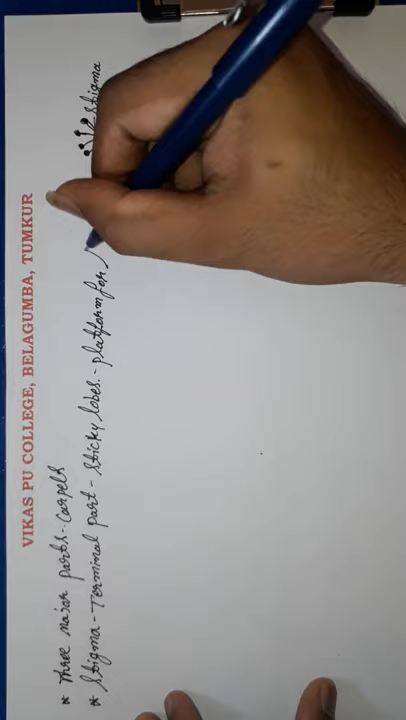 VIKAS PU COLLEGE, BELAGUMBA, TUMKUR
* Three major parts - carpels
* Stigma - Terminal part - sticky lobes. - platform for
stigma